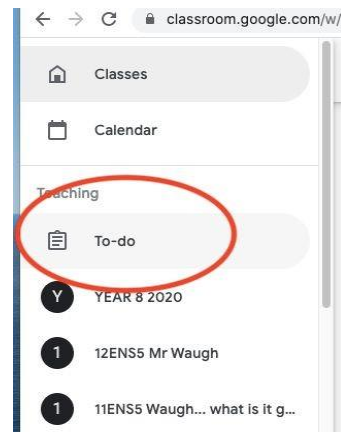 classroom.google.com/w/
Classes
Calendar
Teaching
To-do
Y YEAR 8 2020
1 12ENS5 Mr Waugh
1 11ENS5 Waugh... what is it g...